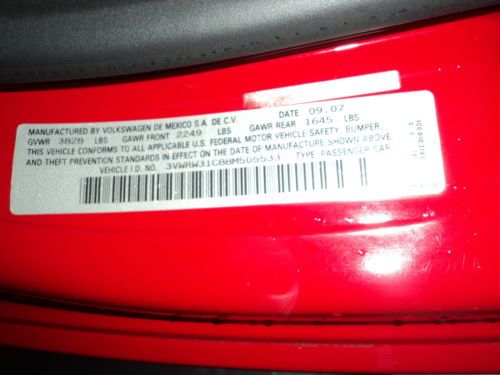 MANUFACTURED BY VOLKSWAGEN DE MEXICO S.A. DE C.V. DATE 09.07
GVWR 3828 LBS GAWR FRONT 2249 LBS GAWR REAR 1645 LBS
THIS VEHICLE CONFORMS TO ALL APPLICABLE U.S. FEDERAL MOTOR VEHICLE SAFETY, BUMPER,
AND THEFT PREVENTION STANDARDS IN EFFECT ON THE DATE OF MANUFACTURE SHOWN ABOVE
VEHICLE I.D. NO. 3VWRW31C88M505533 TYPE PASSENGER CAR